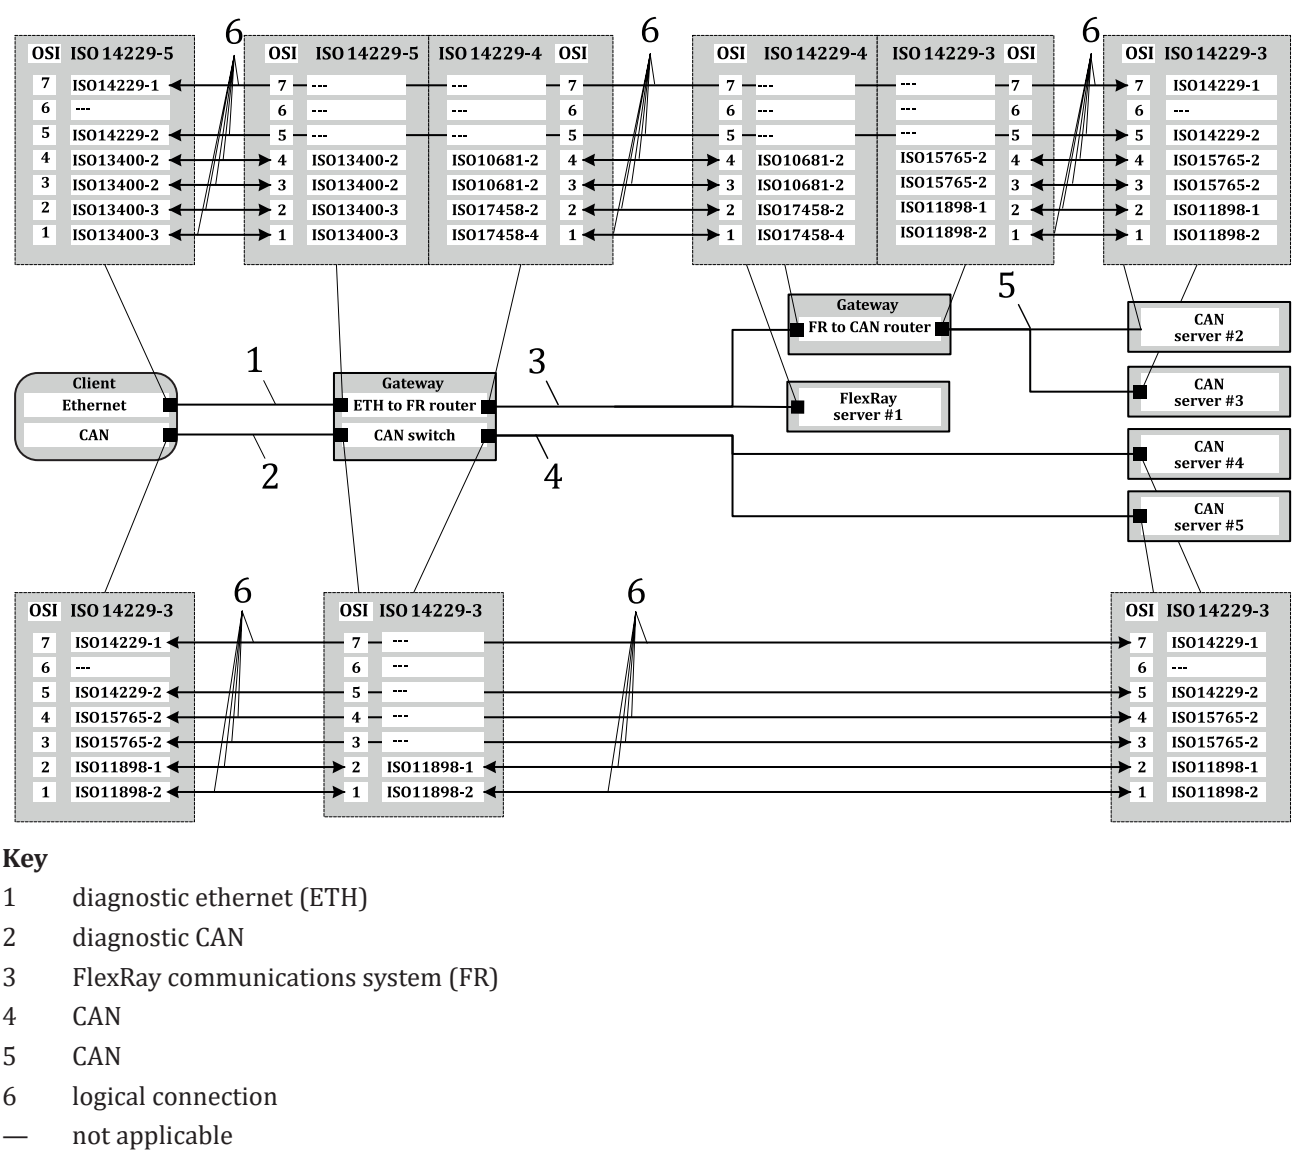 6 6 6
OSI ISO 14229-5 OSI ISO 14229-5 ISO 14229-4 OSI OSI ISO 14229-4 ISO 14229-3 OSI OSI ISO 14229-3
7 ISO14229-1 7 --- --- 7 7 --- --- 7 7 ISO14229-1
6 --- 6 --- --- 6 6 --- --- 6 6 ---
5 ISO14229-2 5 --- --- 5 5 --- --- 5 5 ISO14229-2
4 ISO13400-2 4 ISO13400-2 ISO10681-2 4 4 ISO10681-2 ISO15765-2 4 4 ISO15765-2
3 ISO13400-2 3 ISO13400-2 ISO10681-2 3 3 ISO10681-2 ISO15765-2 3 3 ISO15765-2
2 ISO13400-3 2 ISO13400-3 ISO17458-2 2 2 ISO17458-2 ISO11898-1 2 2 ISO11898-1
1 ISO13400-3 1 ISO13400-3 ISO17458-4 1 1 ISO17458-4 ISO11898-2 1 1 ISO11898-2
5
Gateway
FR to CAN router
CAN
server #2
1
3
Client
Ethernet
CAN
Gateway
ETH to FR router
CAN switch
FlexRay
server #1
CAN
server #3
2
4
CAN
server #4
CAN
server #5
6 6
OSI ISO 14229-3 OSI ISO 14229-3 OSI ISO 14229-3
7 ISO14229-1 7 --- 7 ISO14229-1
6 --- 6 --- 6 ---
5 ISO14229-2 5 --- 5 ISO14229-2
4 ISO15765-2 4 --- 4 ISO15765-2
3 ISO15765-2 3 --- 3 ISO15765-2
2 ISO11898-1 2 ISO11898-1 2 ISO11898-1
1 ISO11898-2 1 ISO11898-2 1 ISO11898-2
Key
1 diagnostic ethernet (ETH)
2 diagnostic CAN
3 FlexRay communications system (FR)
4 CAN
5 CAN
6 logical connection
— not applicable